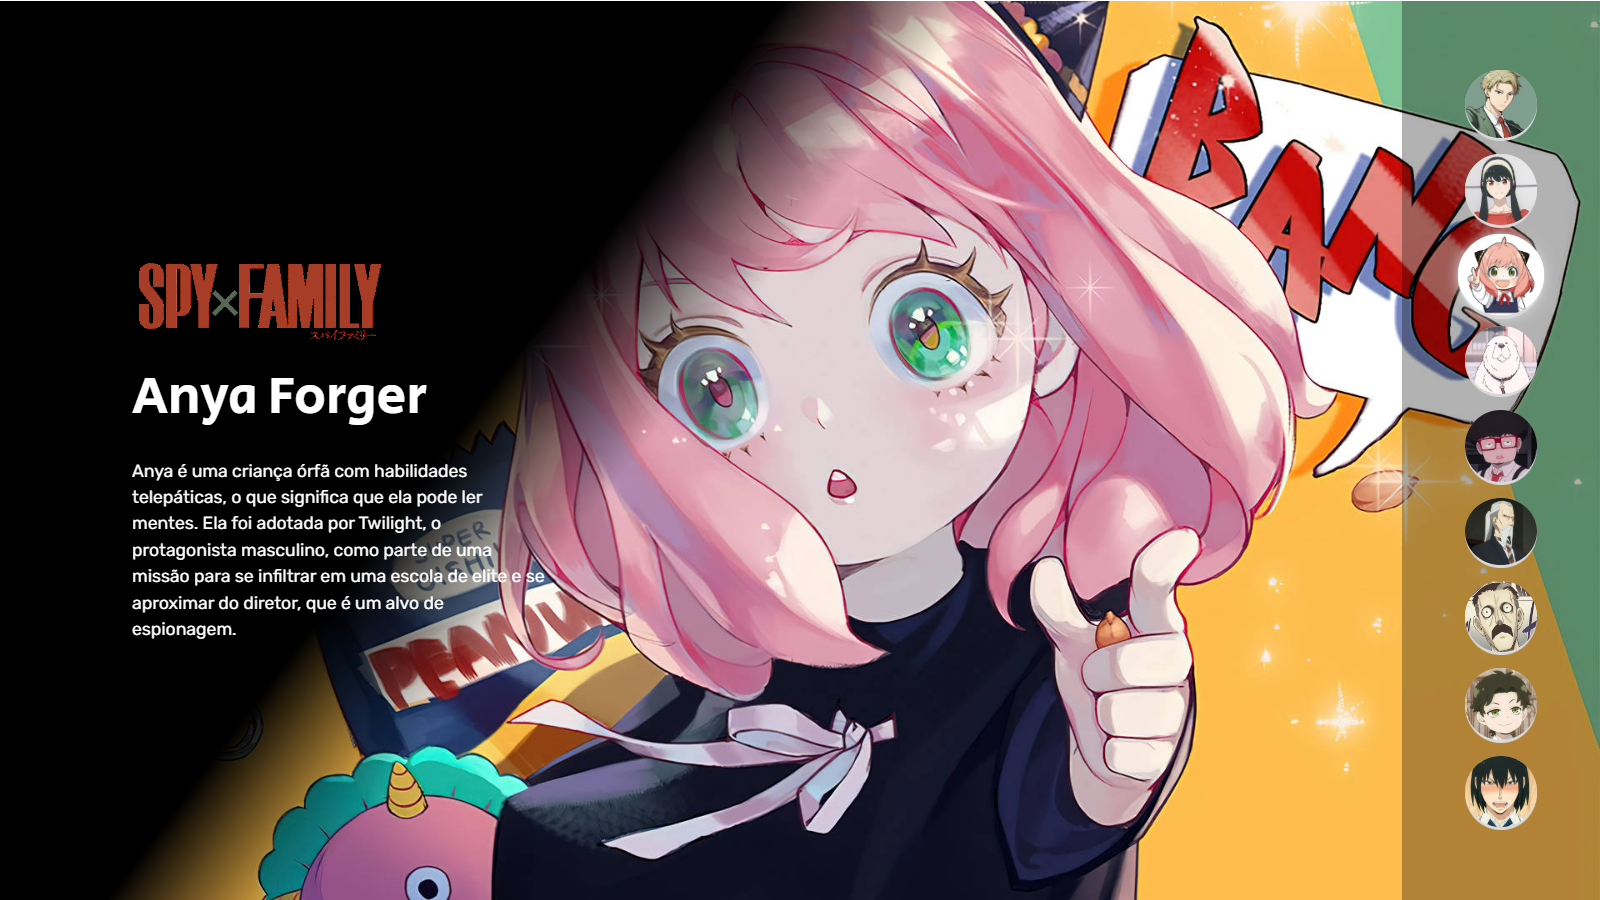 SPY×FAMILY
スパイファミリー
Anya Forger
Anya é uma criança órfã com habilidades
telepáticas, o que significa que ela pode ler
mentes. Ela foi adotada por Twilight, o
protagonista masculino, como parte de uma
missão para se infiltrar em uma escola de elite e se
aproximar do diretor, que é um alvo de
espionagem.
BANG